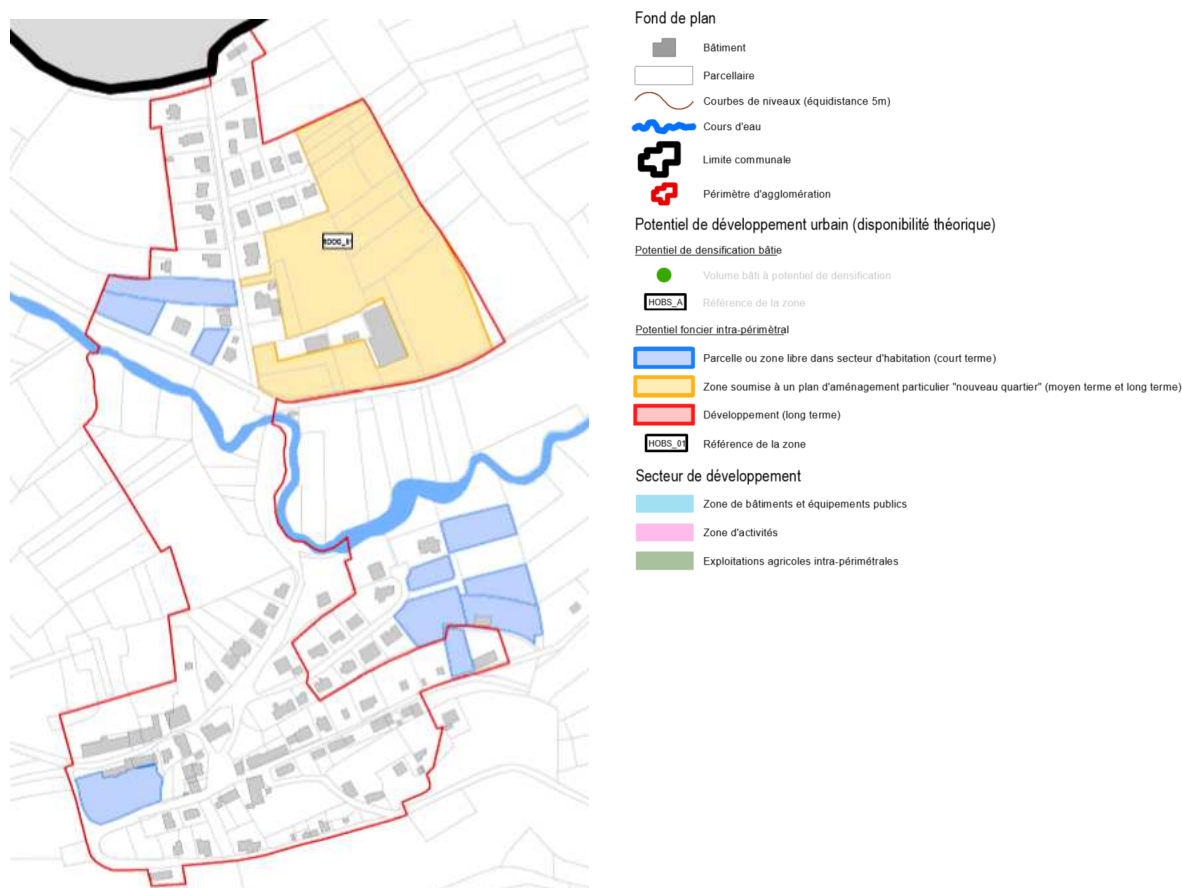 Fond de plan
Bâtiment
Parcellaire
Courbes de niveaux (équidistance 5m)
Cours d'eau
Limite communale
Périmètre d'agglomération
Potentiel de développement urbain (disponibilité théorique)
Potentiel de densification bâtie
Volume bâti à potentiel de densification
HOBS_A Référence de la zone
Potentiel foncier intra-périmètral
Parcelle ou zone libre dans secteur d'habitation (court terme)
Zone soumise à un plan d'aménagement particulier "nouveau quartier" (moyen terme et long terme)
Développement (long terme)
HOBS_01 Référence de la zone
Secteur de développement
Zone de bâtiments et équipements publics
Zone d'activités
Exploitations agricoles intra-périmétrales